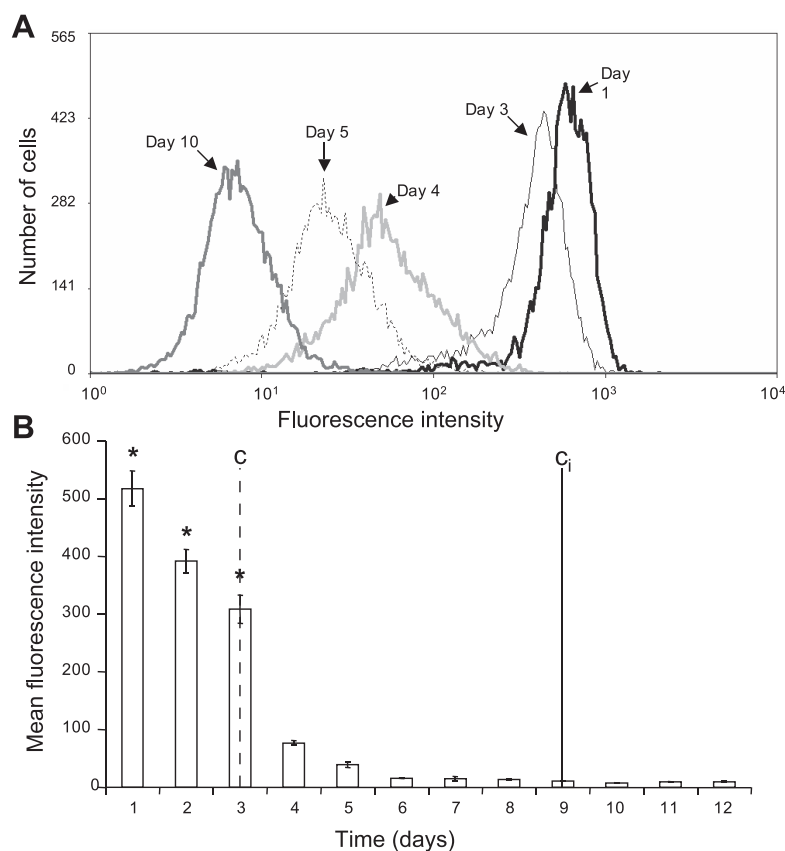 A
565
423
282
141
0
Number of cells
Day 10
Day 5
Day 4
Day 3
Day
1
10⁰ 10¹ 10² 10³ 10⁴
Fluorescence intensity
B
600
500
400
300
200
100
0
Mean fluorescence intensity
* * *
c
cᵢ
1 2 3 4 5 6 7 8 9 10 11 12
Time (days)